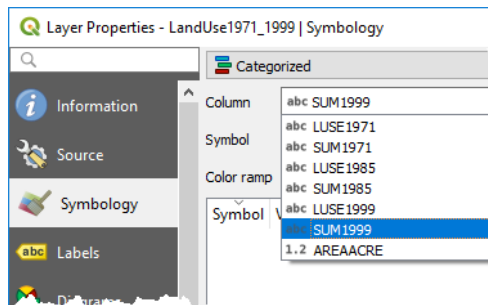 Layer Properties - LandUse1971_1999 | Symbology
Categorized
Information
Source
Symbology
abc Labels
Column
abc SUM1999
Symbol
Color ramp
Symbol
abc LUSE1971
abc SUM1971
abc LUSE1985
abc SUM1985
abc LUSE1999
abc SUM1999
1.2 AREAACRE